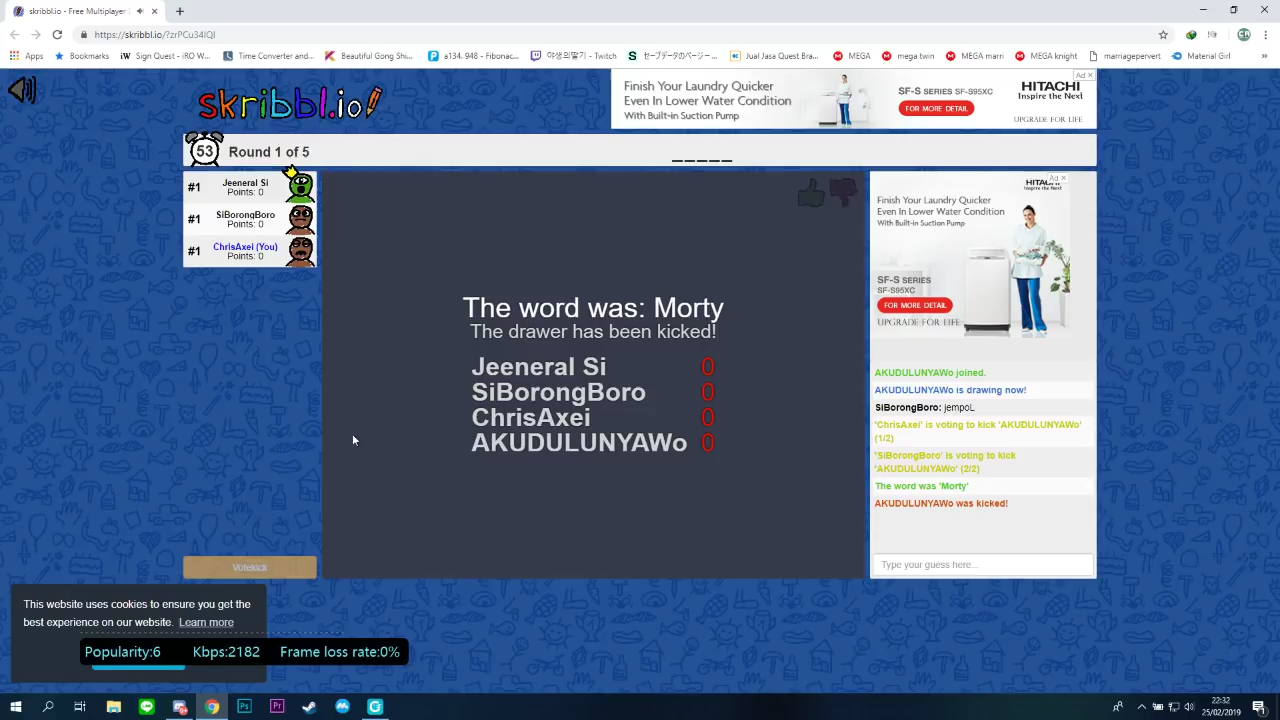 skribbl.io - Free Multiplayer
https://skribbl.io/?zrPCu34IQI
Apps Bookmarks Sign Quest - iRO W... Time Converter and... Beautiful Gong Shi... a134, 948 - Fibonac... 야생의딸기 - Twitch セーブデータのページ... Jual Jasa Quest Bra... MEGA mega twin MEGA marri MEGA knight marriagepervert Material Girl »
skribbl.io!
Finish Your Laundry Quicker
Even In Lower Water Condition
With Built-in Suction Pump
SF-S SERIES SF-S95XC
FOR MORE DETAIL
Ad
HITACHI
Inspire the Next
UPGRADE FOR LIFE
53 Round 1 of 5 _____
#1 Jeeneral Si
Points: 0
#1 SiBorongBoro
Points: 0
#1 ChrisAxei (You)
Points: 0
The word was: Morty
The drawer has been kicked!
Jeeneral Si 0
SiBorongBoro 0
ChrisAxei 0
AKUDULUNYAWo 0
Votekick
Ad
Finish Your Laundry Quicker
Even In Lower Water Condition
With Built-in Suction Pump
SF-S SERIES
SF-S95XC
FOR MORE DETAIL
UPGRADE FOR LIFE
AKUDULUNYAWo joined.
AKUDULUNYAWo is drawing now!
SiBorongBoro: jempoL
'ChrisAxei' is voting to kick 'AKUDULUNYAWo'
(1/2)
'SiBorongBoro' is voting to kick
'AKUDULUNYAWo' (2/2)
The word was 'Morty'
AKUDULUNYAWo was kicked!
Type your guess here...
This website uses cookies to ensure you get the
best experience on our website. Learn more
Popularity:6 Kbps:2182 Frame loss rate:0%
22:32
25/02/2019